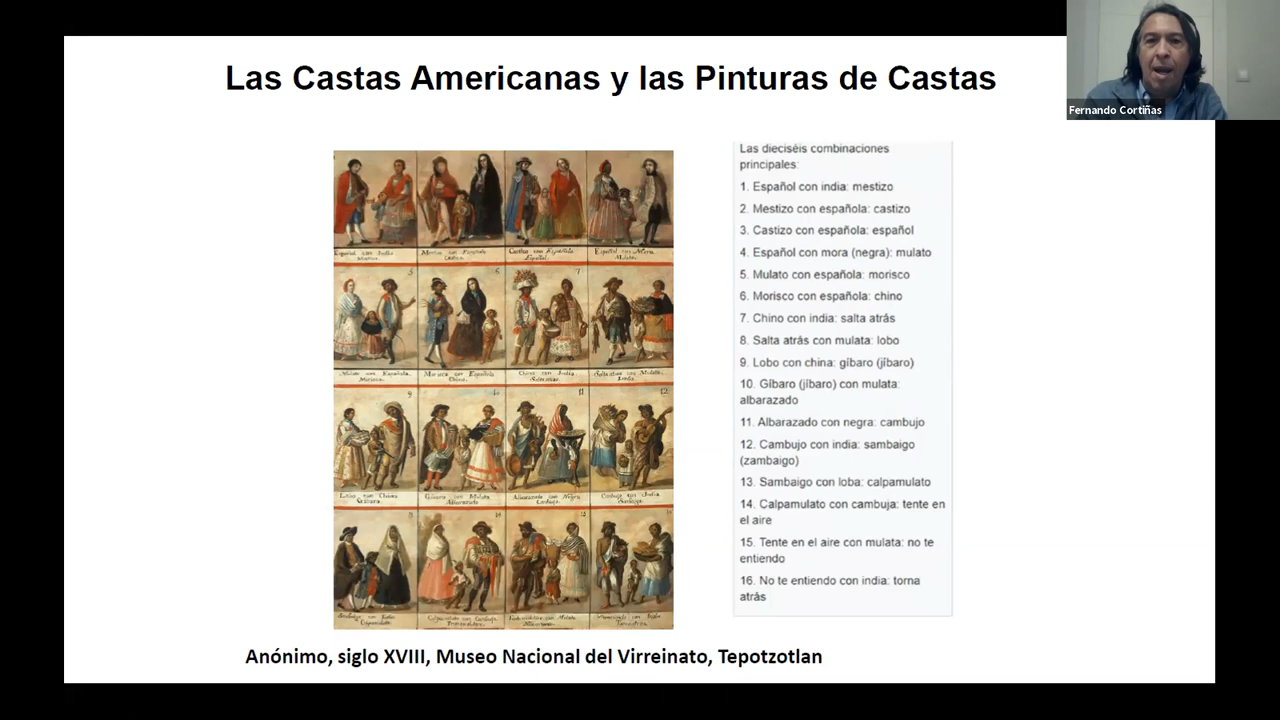 Las Castas Americanas y las Pinturas de Castas
Fernando Cortiñas
Las dieciséis combinaciones
principales:
1. Español con india: mestizo
2. Mestizo con española: castizo
3. Castizo con española: español
4. Español con mora (negra): mulato
5. Mulato con española: morisco
6. Morisco con española: chino
7. Chino con india: salta atrás
8. Salta atrás con mulata: lobo
9. Lobo con china: gíbaro (jíbaro)
10. Gíbaro (jíbaro) con mulata:
albarazado
11. Albarazado con negra: cambujo
12. Cambujo con india: sambaigo
(zambaigo)
13. Sambaigo con loba: calpamulato
14. Calpamulato con cambuja: tente en
el aire
15. Tente en el aire con mulata: no te
entiendo
16. No te entiendo con india: torna
atrás
Anónimo, siglo XVIII, Museo Nacional del Virreinato, Tepotzotlan